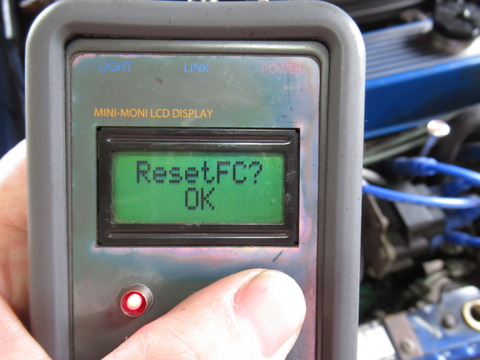 LIGHT LINK POWER
MINI-MONI LCD DISPLAY
ResetFC?
OK